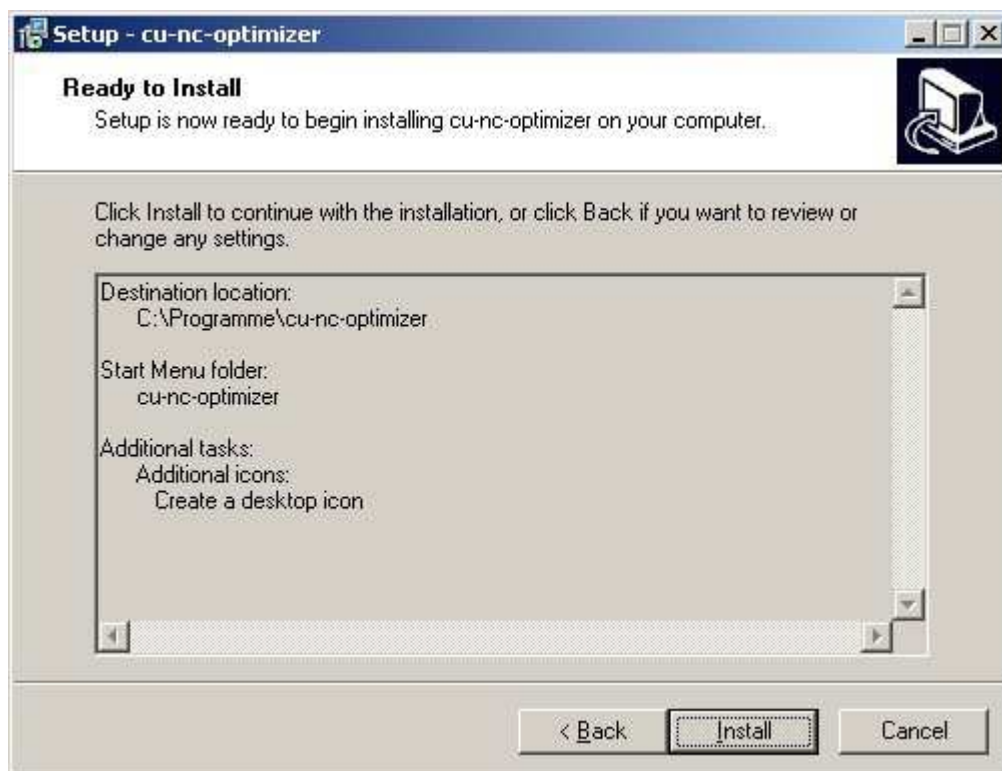 Setup - cu-nc-optimizer
Ready to Install
Setup is now ready to begin installing cu-nc-optimizer on your computer.
Click Install to continue with the installation, or click Back if you want to review or
change any settings.
Destination location:
C:\Programme\cu-nc-optimizer
Start Menu folder:
cu-nc-optimizer
Additional tasks:
Additional icons:
Create a desktop icon
< Back
Install
Cancel